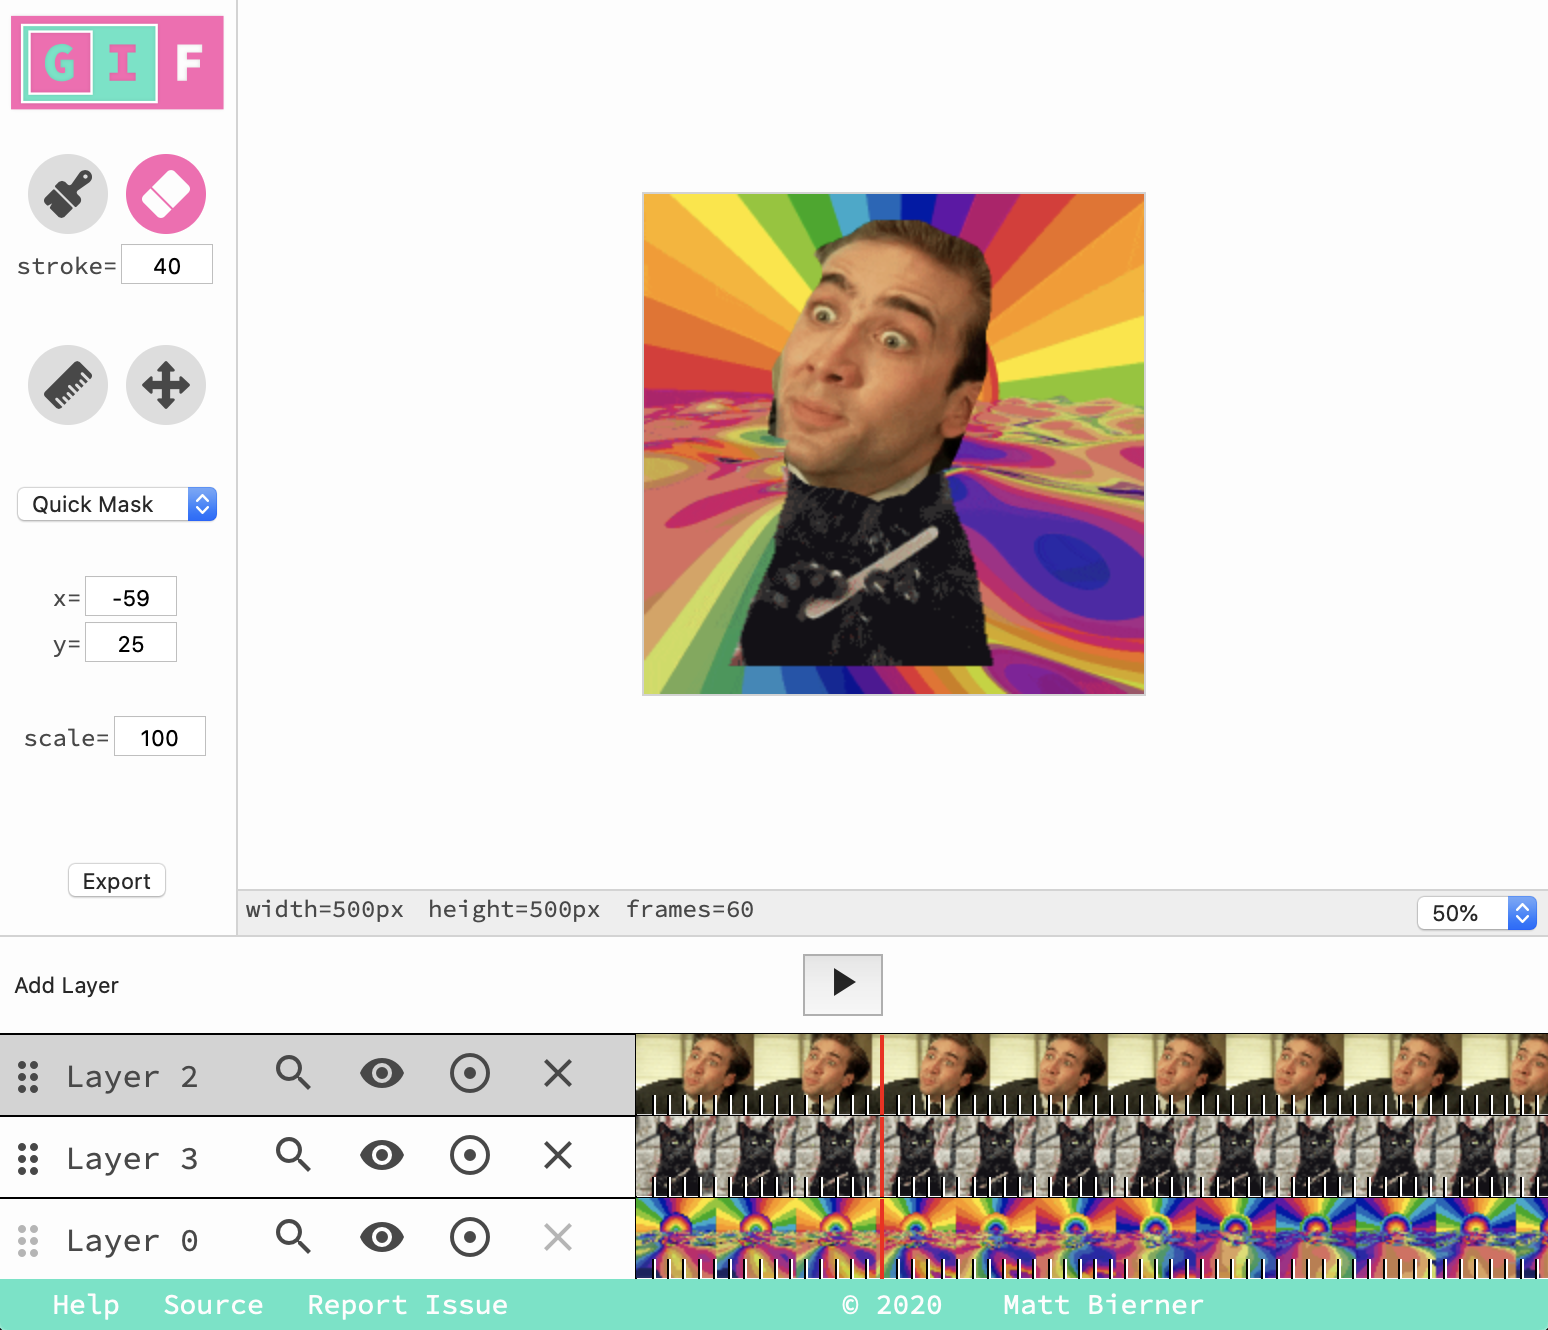 GIF
stroke= 40
Quick Mask
x= -59
y= 25
scale= 100
Export
width=500px height=500px frames=60
50%
Add Layer
Layer 2
Layer 3
Layer 0
Help Source Report Issue © 2020 Matt Bierner